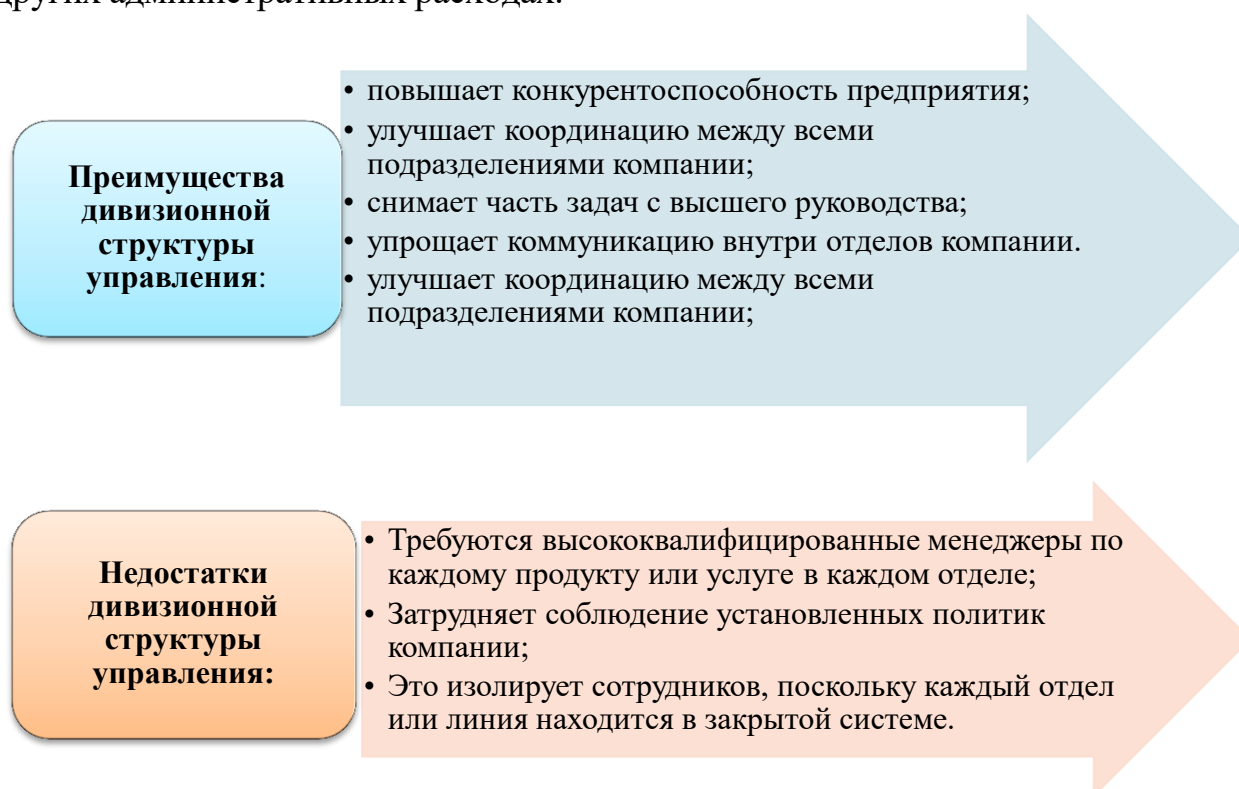 других административных расходах.
Преимущества
дивизионной
структуры
управления:
• повышает конкурентоспособность предприятия;
• улучшает координацию между всеми
подразделениями компании;
• снимает часть задач с высшего руководства;
• упрощает коммуникацию внутри отделов компании.
• улучшает координацию между всеми
подразделениями компании;
Недостатки
дивизионной
структуры
управления:
• Требуются высококвалифицированные менеджеры по
каждому продукту или услуге в каждом отделе;
• Затрудняет соблюдение установленных политик
компании;
• Это изолирует сотрудников, поскольку каждый отдел
или линия находится в закрытой системе.